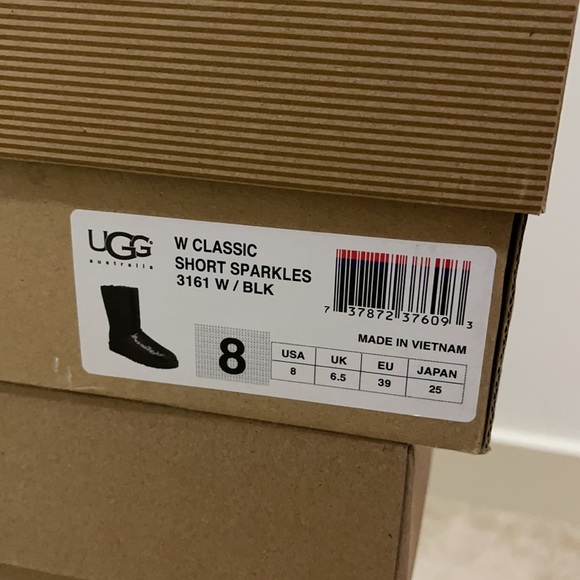 UGG®
australia
W CLASSIC
SHORT SPARKLES
3161 W / BLK
7 37872 37609 3
MADE IN VIETNAM
8
USA UK EU JAPAN
8 6.5 39 25